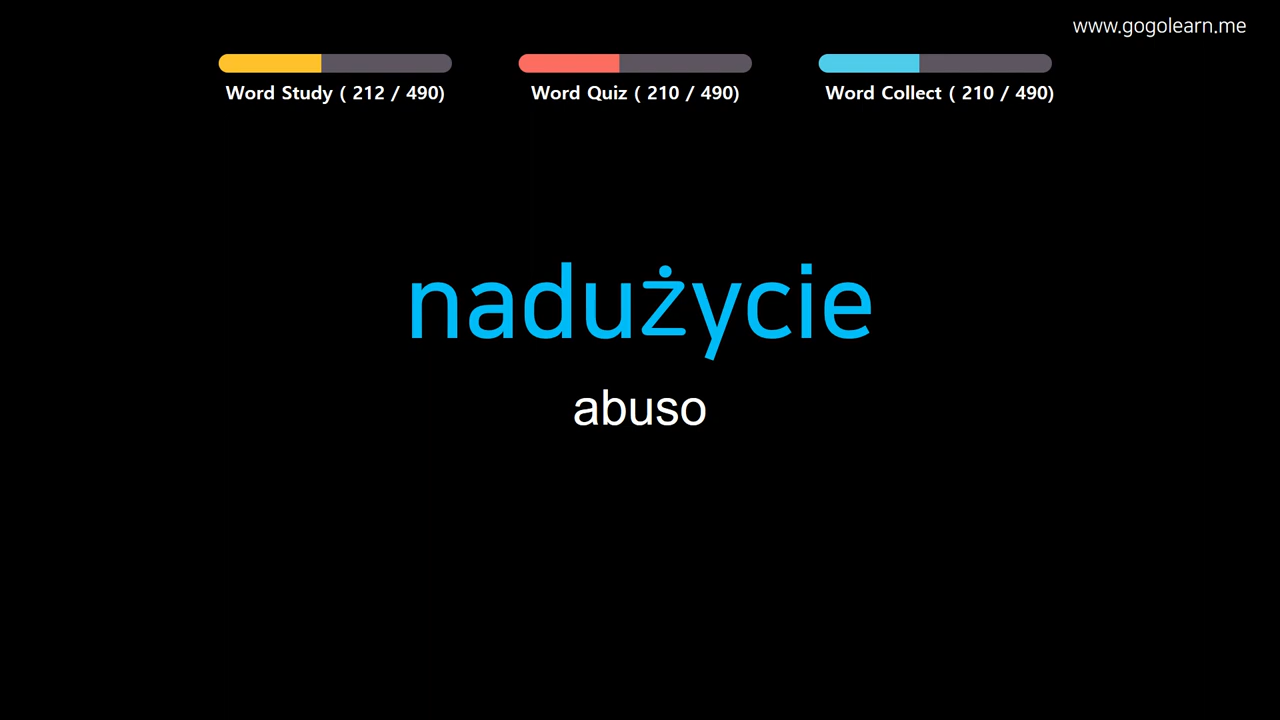 www.gogolearn.me
Word Study ( 212 / 490)
Word Quiz ( 210 / 490)
Word Collect ( 210 / 490)
nadużycie
abuso